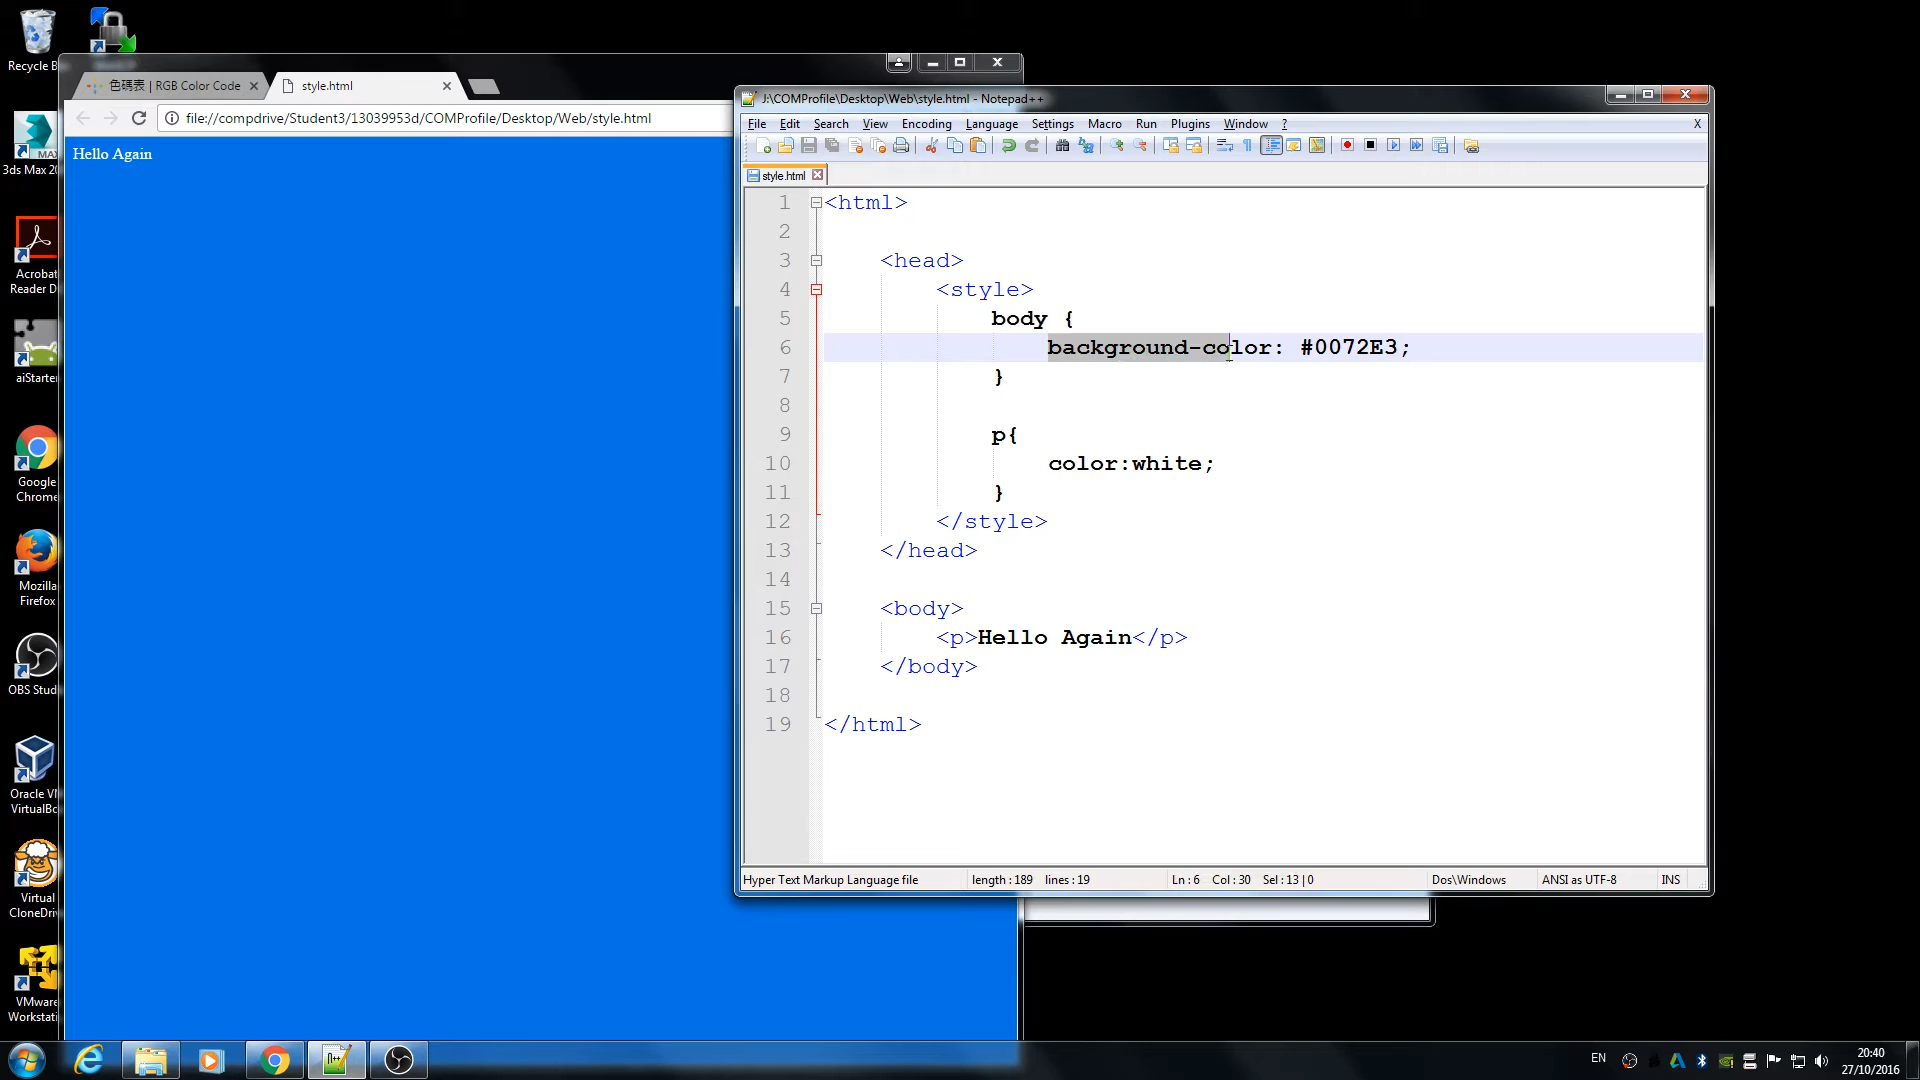 Recycle B
3ds Max 20
Acrobat
Reader D
aiStarter
Google
Chrome
Mozilla
Firefox
OBS Stud
Oracle VM
VirtualBo
Virtual
CloneDri
VMware
Workstati
色碼表 | RGB Color Code
style.html
file://compdrive/Student3/13039953d/COMProfile/Desktop/Web/style.html
Hello Again
J:\COMProfile\Desktop\Web\style.html - Notepad++
File Edit Search View Encoding Language Settings Macro Run Plugins Window ? X
style.html
1 <html>
2
3 <head>
4 <style>
5 body {
6 background-color: #0072E3;
7 }
8
9 p{
10 color:white;
11 }
12 </style>
13 </head>
14
15 <body>
16 <p>Hello Again</p>
17 </body>
18
19 </html>
Hyper Text Markup Language file length : 189 lines : 19 Ln : 6 Col : 30 Sel : 13 | 0 Dos\Windows ANSI as UTF-8 INS
EN
20:40
27/10/2016